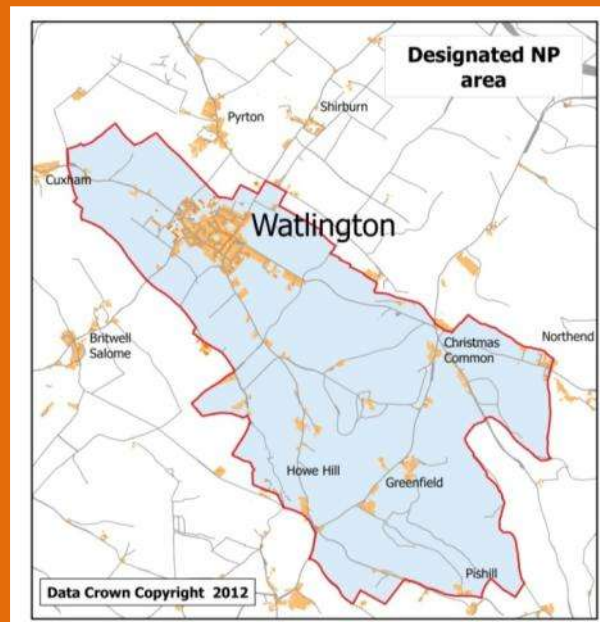 Designated NP
area
Pyrton
Shirburn
Cuxham
Watlington
Britwell
Salome
Christmas
Common
Northend
Howe Hill
Greenfield
Pishill
Data Crown Copyright 2012